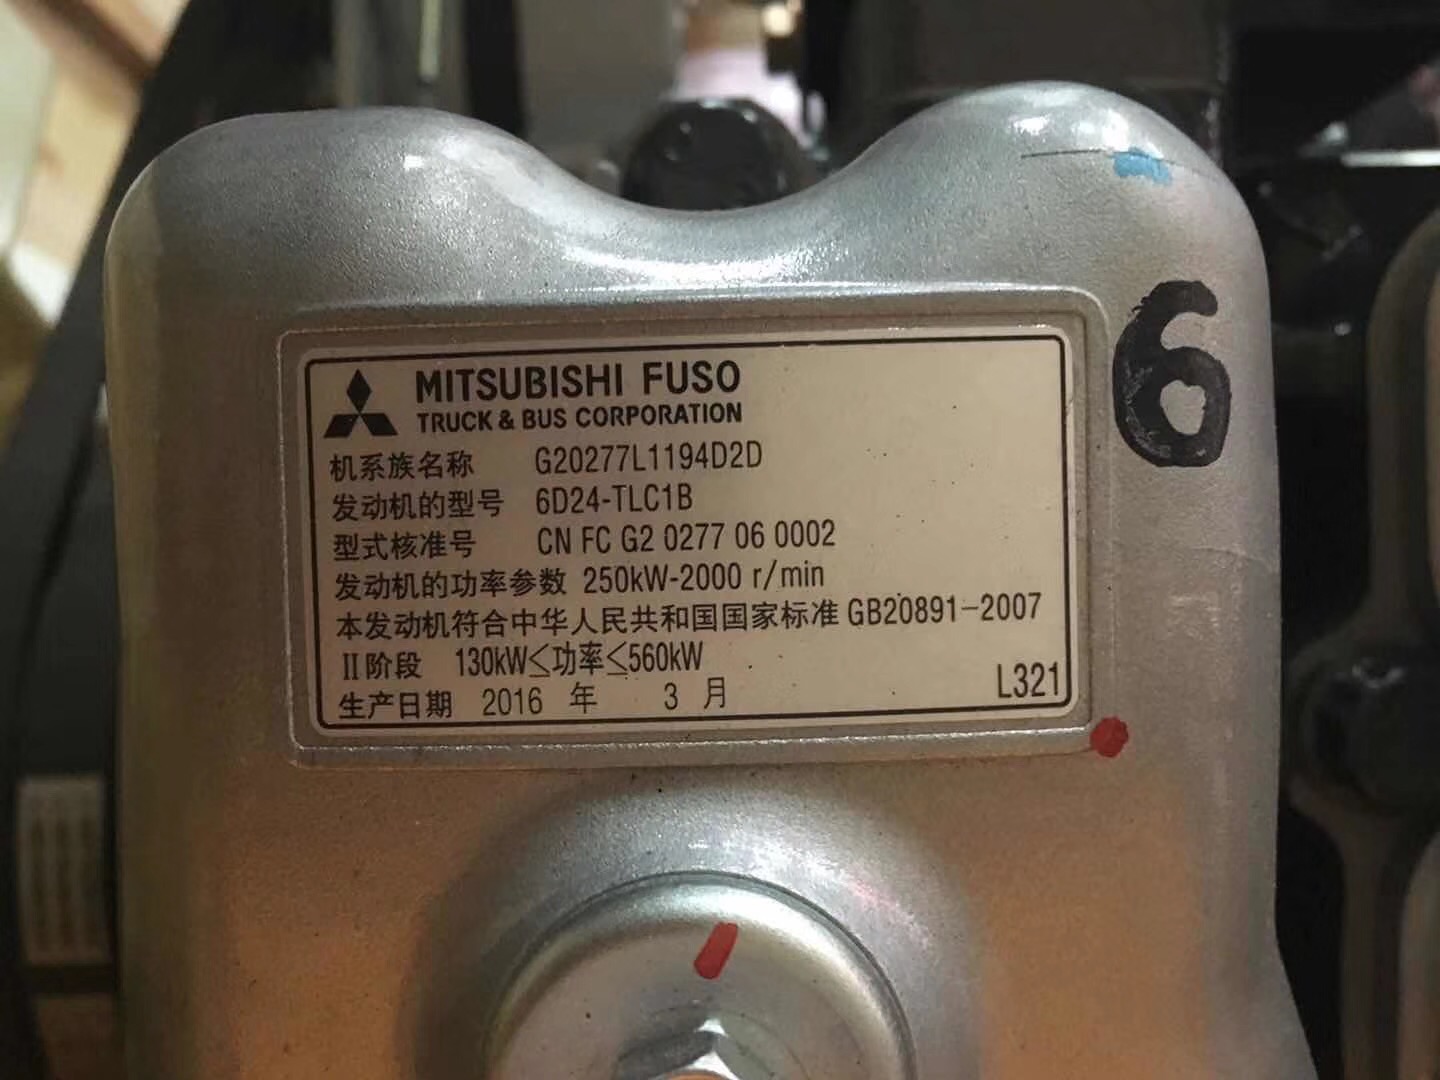 MITSUBISHI FUSO
TRUCK & BUS CORPORATION
机系族名称 G20277L1194D2D
发动机的型号 6D24-TLC1B
型式核准号 CN FC G2 0277 06 0002
发动机的功率参数 250kW-2000 r/min
本发动机符合中华人民共和国国家标准 GB20891-2007
II阶段 130kW≤功率≤560kW
生产日期 2016 年 3 月 L321
6